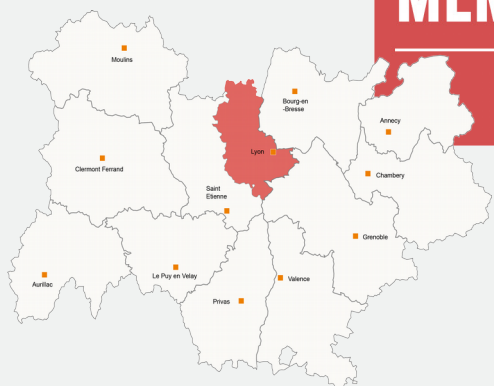 Moulins
Bourg-en
-Bresse
Annecy
Lyon
Clermont Ferrand
Chambery
Saint
Etienne
Grenoble
Le Puy en Velay
Aurillac
Valence
Privas